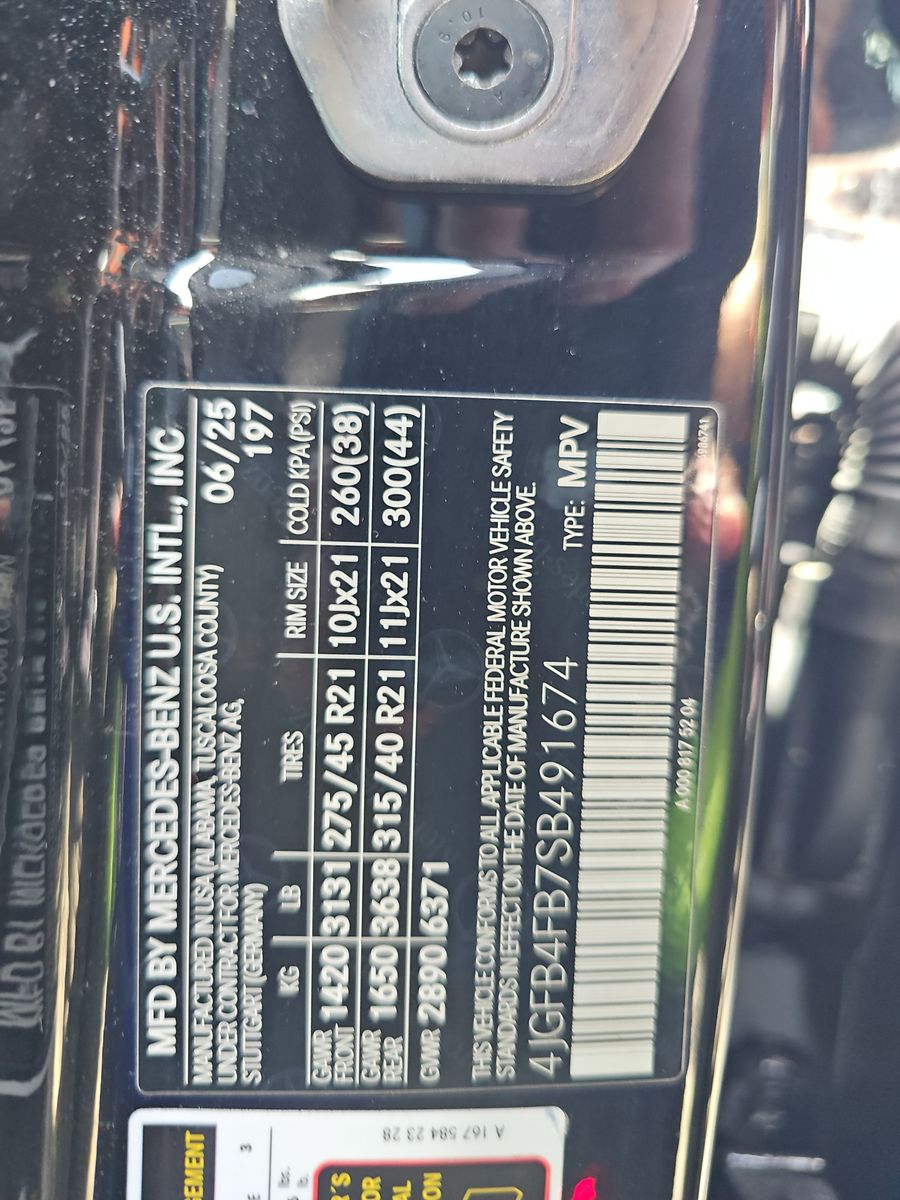 MFD BY MERCEDES-BENZ U.S. INTL., INC
MANUFACTURED IN USA (ALABAMA, TUSCALOOSA COUNTY) 06/25
UNDER CONTRACT FOR MERCEDES-BENZ AG, 197
STUTTGART (GERMANY)
KG LB TIRES RIM SIZE COLD KPA(PSI)
GAWR FRONT 1420 3131 275/45 R21 10Jx21 260(38)
GAWR REAR 1650 3638 315/40 R21 11Jx21 300(44)
GVWR 2890 6371
THIS VEHICLE CONFORMS TO ALL APPLICABLE FEDERAL MOTOR VEHICLE SAFETY
STANDARDS IN EFFECT ON THE DATE OF MANUFACTURE SHOWN ABOVE.
4JGFB4FB7SB491674 TYPE: MPV
A 000 817 52 04
A 167 584 23 28
10.9
3